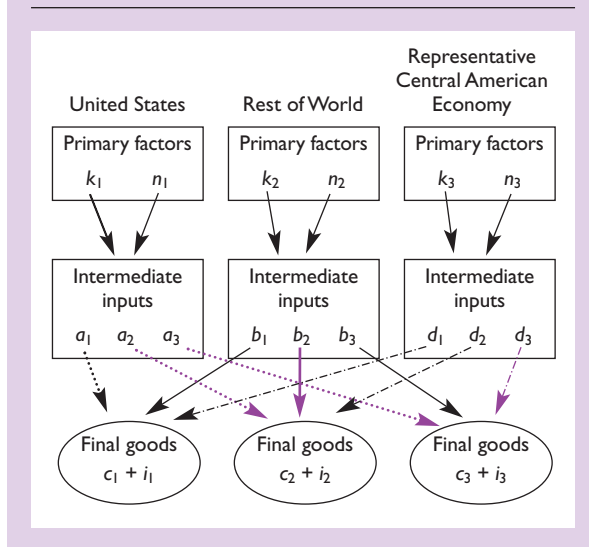 Representative
Central American
United States Rest of World Economy
Primary factors Primary factors Primary factors
k1 n1 k2 n2 k3 n3
Intermediate Intermediate Intermediate
inputs inputs inputs
a1 a2 a3 b1 b2 b3 d1 d2 d3
Final goods Final goods Final goods
c1 + i1 c2 + i2 c3 + i3